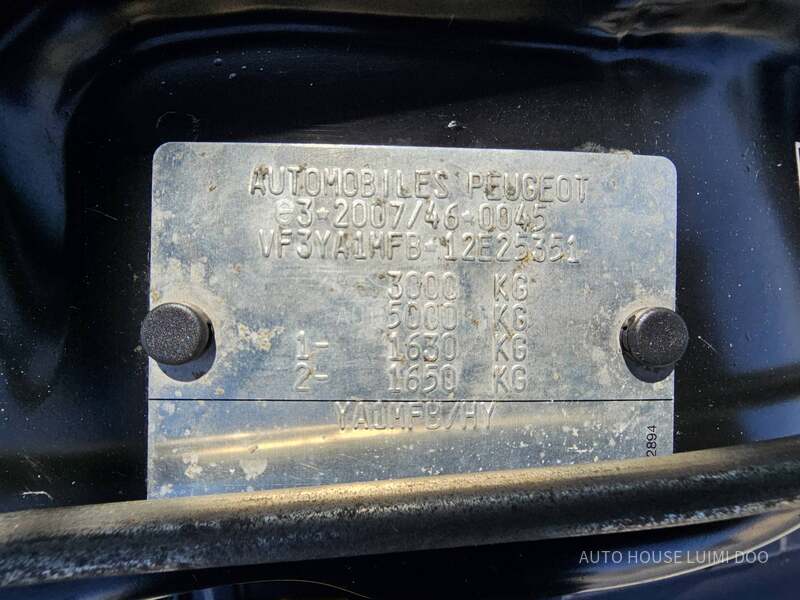 AUTOMOBILES PEUGEOT
e3*2007/46*0045
VF3YA1MFB-12E25351
3000 KG
5000 KG
1- 1630 KG
2- 1650 KG
YA1MFB/HY
2894
AUTO HOUSE LUIMI DOO